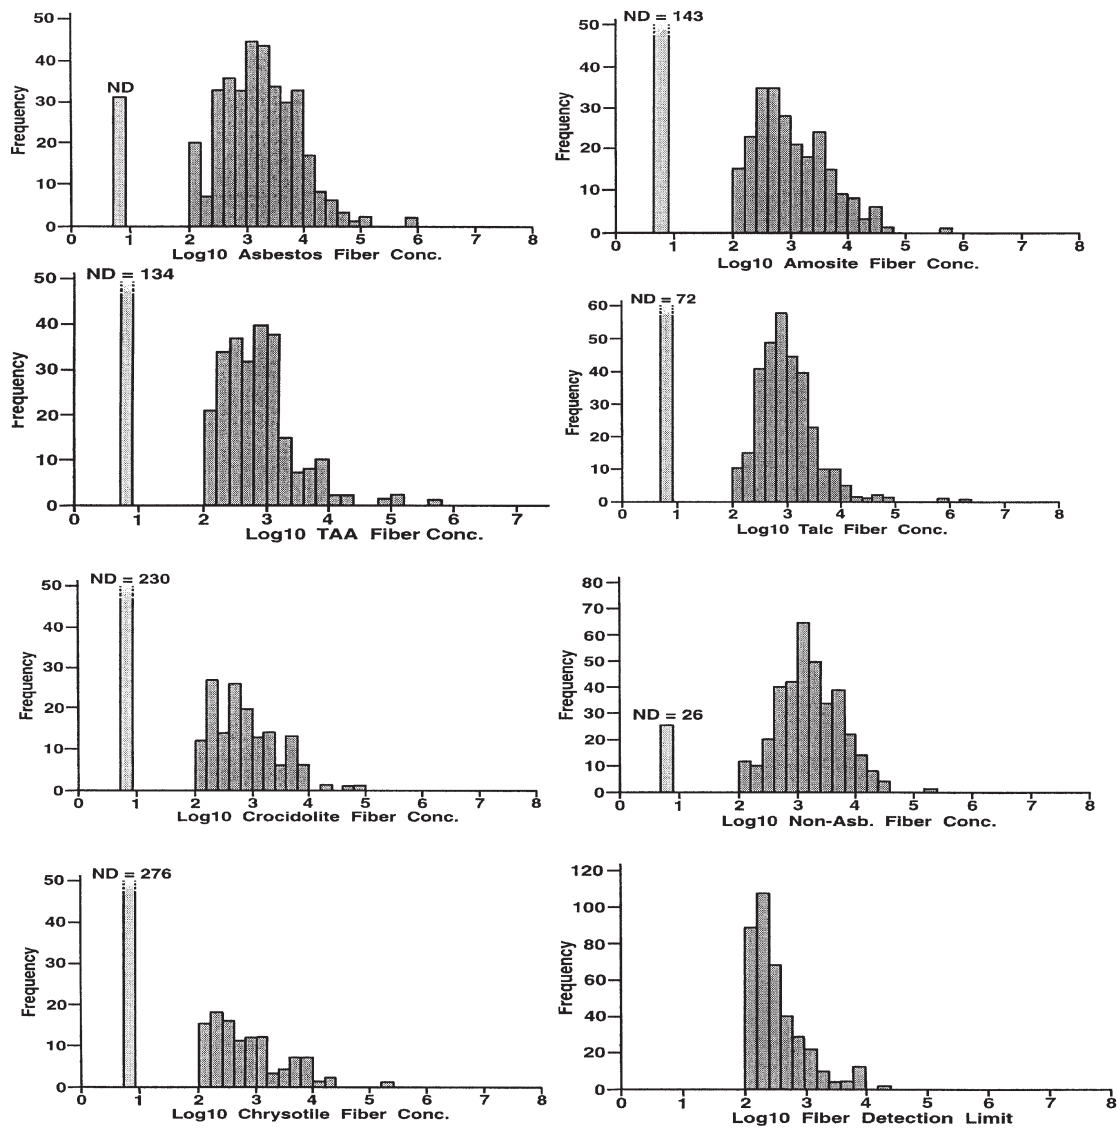 ND
50
40
30
20
10
0
Frequency
0 1 2 3 4 5 6 7 8
Log10 Asbestos Fiber Conc.
ND = 143
50
40
30
20
10
0
Frequency
0 1 2 3 4 5 6 7 8
Log10 Amosite Fiber Conc.
ND = 134
50
40
30
20
10
0
Frequency
0 1 2 3 4 5 6 7
Log10 TAA Fiber Conc.
ND = 72
60
50
40
30
20
10
0
Frequency
0 1 2 3 4 5 6 7 8
Log10 Talc Fiber Conc.
ND = 230
50
40
30
20
10
0
Frequency
0 1 2 3 4 5 6 7 8
Log10 Crocidolite Fiber Conc.
80
70
60
50
40
30
20
10
0
ND = 26
Frequency
0 1 2 3 4 5 6 7 8
Log10 Non-Asb. Fiber Conc.
ND = 276
50
40
30
20
10
0
Frequency
0 1 2 3 4 5 6 7 8
Log10 Chrysotile Fiber Conc.
120
100
80
60
40
20
0
Frequency
0 1 2 3 4 5 6 7 8
Log10 Fiber Detection Limit